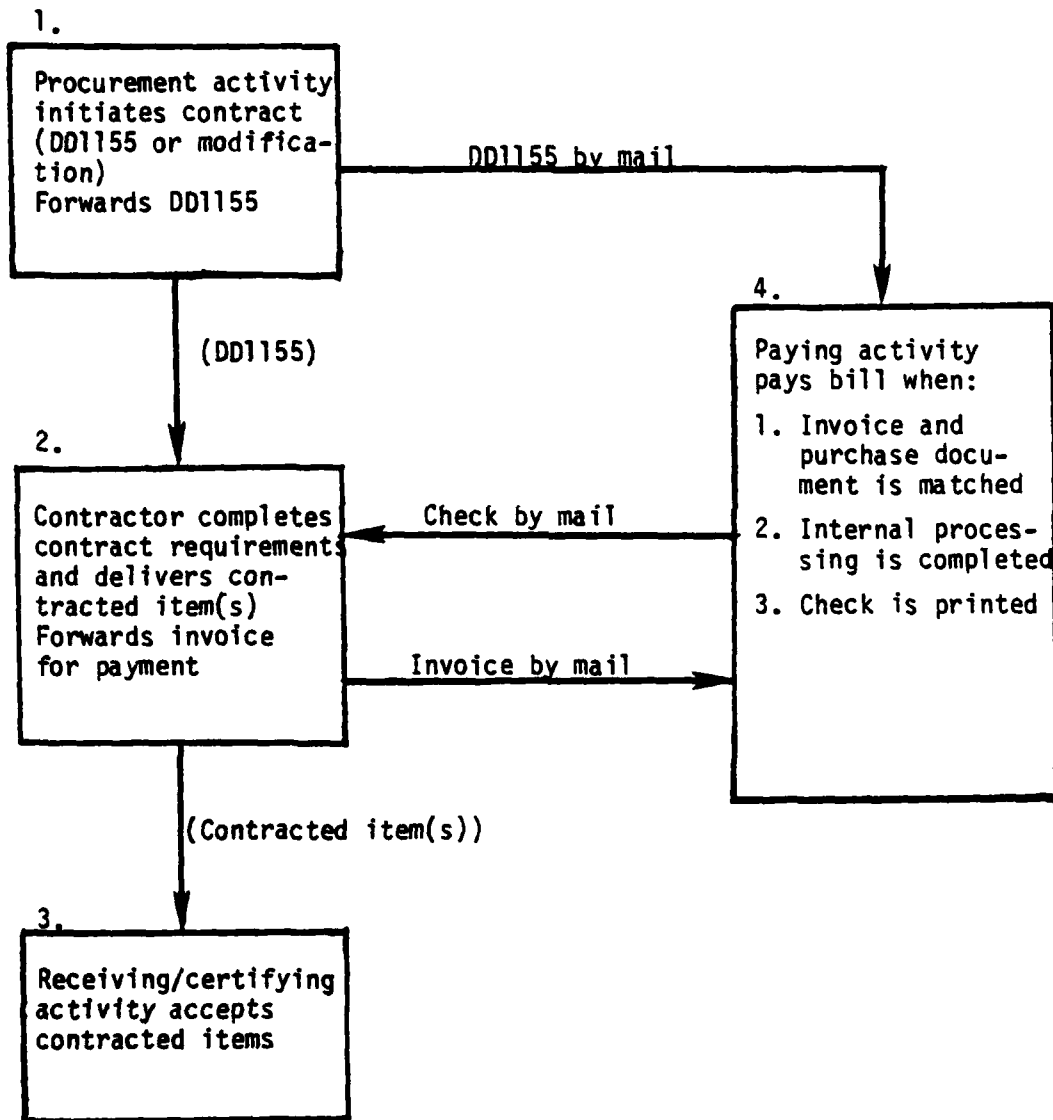 1.
Procurement activity
initiates contract
(DD1155 or modifica-
tion)
Forwards DD1155
DD1155 by mail
(DD1155)
2.
Contractor completes
contract requirements
and delivers con-
tracted item(s)
Forwards invoice
for payment
Check by mail
Invoice by mail
4.
Paying activity
pays bill when:
1. Invoice and
purchase docu-
ment is matched
2. Internal proces-
sing is completed
3. Check is printed
(Contracted item(s))
3.
Receiving/certifying
activity accepts
contracted items